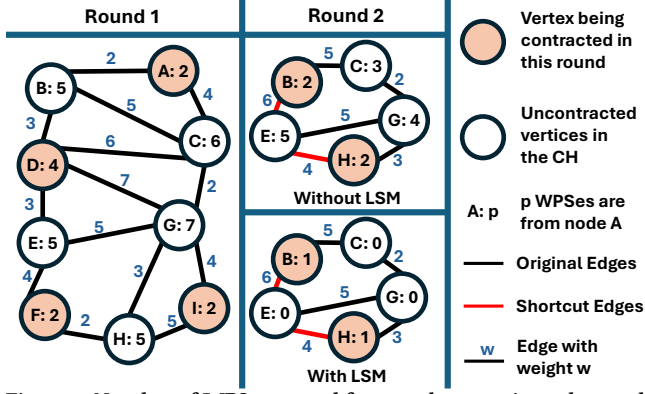 Round 1
2
A: 2
B: 5
4
5
3
C: 6
6
D: 4
7
2
3
E: 5
5
G: 7
4
3
4
F: 2
2
I: 2
5
H: 5
Round 2
5
C: 3
B: 2
2
6
5
G: 4
E: 5
4
H: 2
3
Without LSM
5
C: 0
B: 1
2
6
5
G: 0
E: 0
4
H: 1
3
With LSM
Vertex being
contracted in
this round
Uncontracted
vertices in
the CH
A: p
p WPSes are
from node A
Original Edges
Shortcut Edges
w
Edge with
weight w